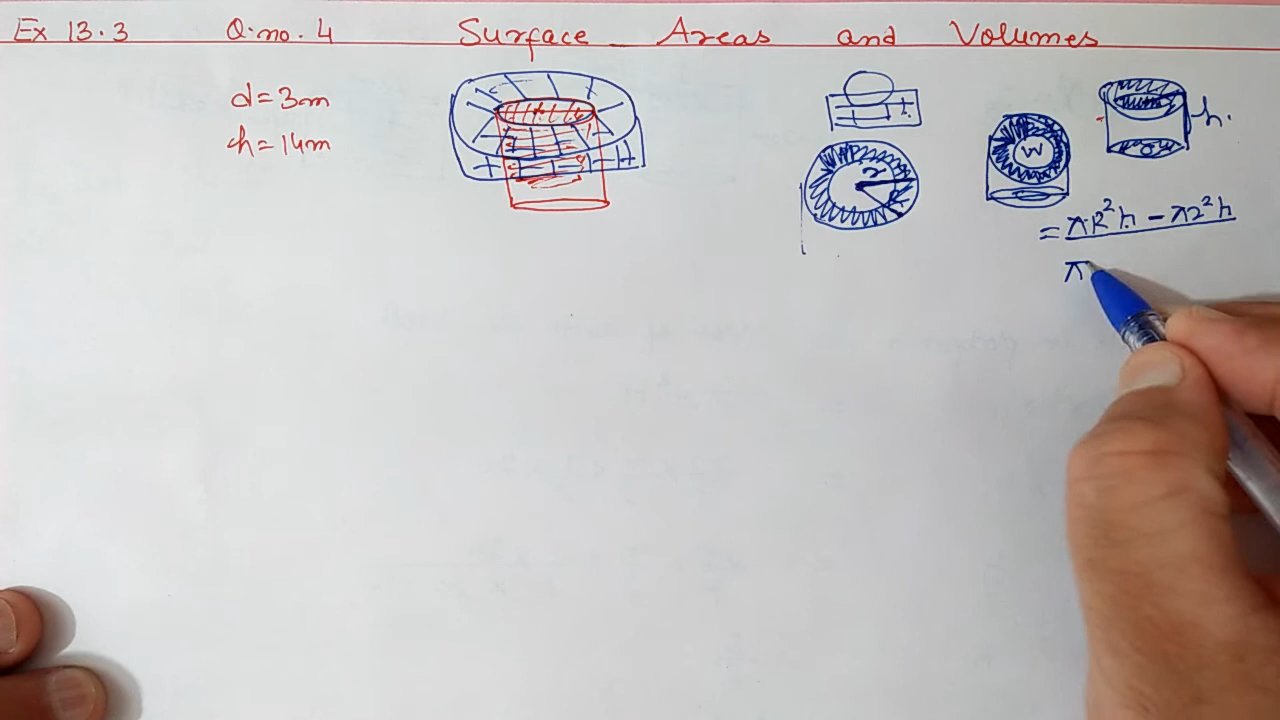 Ex 13.3 Q.no. 4 Surface Areas and Volumes
d = 3m
h = 14m
r
R
W
h.
= πR²h - πr²h
π